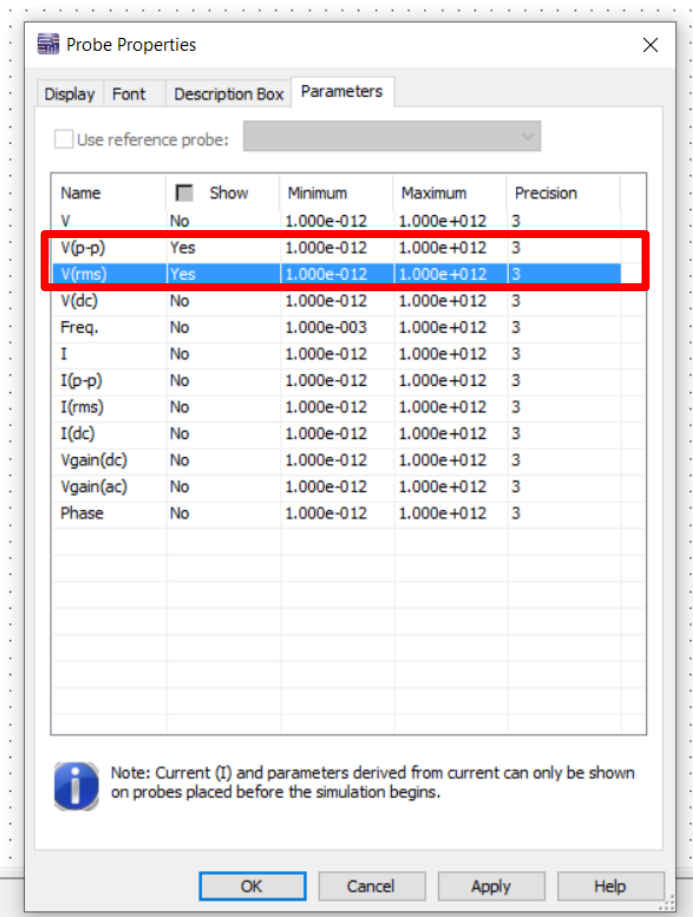 Probe Properties
Display Font Description Box Parameters
Use reference probe:
Name Show Minimum Maximum Precision
V No 1.000e-012 1.000e+012 3
V(p-p) Yes 1.000e-012 1.000e+012 3
V(rms) Yes 1.000e-012 1.000e+012 3
V(dc) No 1.000e-012 1.000e+012 3
Freq. No 1.000e-003 1.000e+012 3
I No 1.000e-012 1.000e+012 3
I(p-p) No 1.000e-012 1.000e+012 3
I(rms) No 1.000e-012 1.000e+012 3
I(dc) No 1.000e-012 1.000e+012 3
Vgain(dc) No 1.000e-012 1.000e+012 3
Vgain(ac) No 1.000e-012 1.000e+012 3
Phase No 1.000e-012 1.000e+012 3
Note: Current (I) and parameters derived from current can only be shown
on probes placed before the simulation begins.
OK Cancel Apply Help